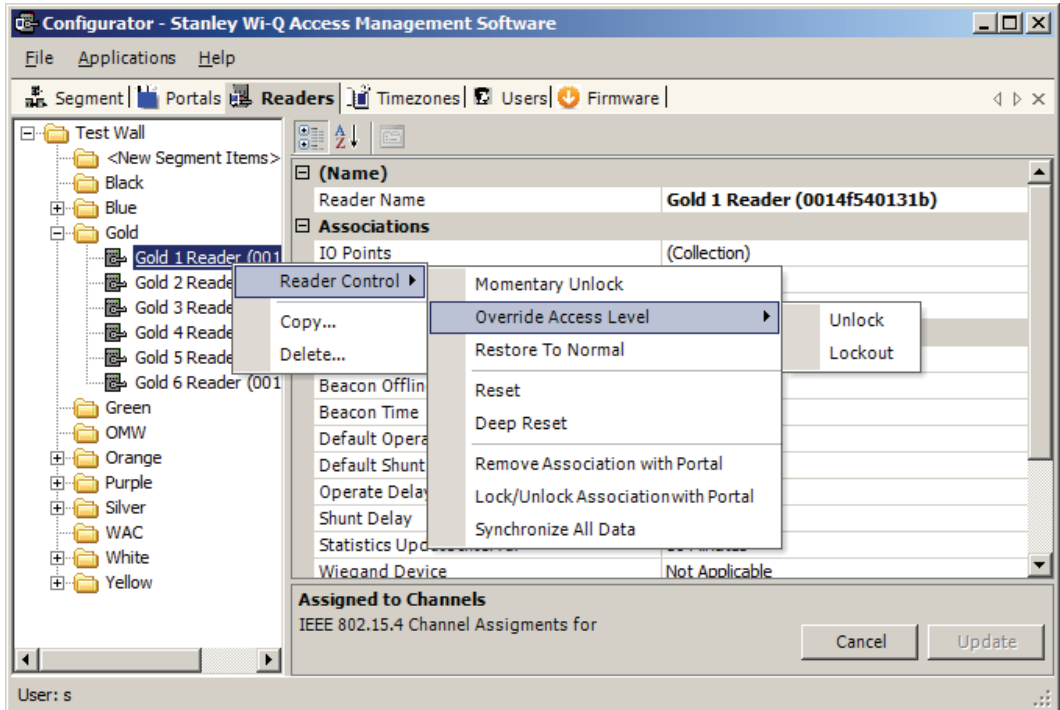 Configurator - Stanley Wi-Q Access Management Software
File Applications Help
Segment Portals Readers Timezones Users Firmware
Test Wall
<New Segment Items>
Black
Blue
Gold
Gold 1 Reader (001
Gold 2 Reade
Gold 3 Reade
Gold 4 Reade
Gold 5 Reade
Gold 6 Reader (001
Green
OMW
Orange
Purple
Silver
WAC
White
Yellow
(Name)
Reader Name Gold 1 Reader (0014f540131b)
Associations
IO Points (Collection)
Reader Control
Copy...
Delete...
Momentary Unlock
Override Access Level
Restore To Normal
Reset
Deep Reset
Remove Association with Portal
Lock/Unlock Association with Portal
Synchronize All Data
Unlock
Lockout
Beacon Offlin
Beacon Time
Default Opera
Default Shunt
Operate Delay
Shunt Delay
Statistics
Wiegand Device Not Applicable
Assigned to Channels
IEEE 802.15.4 Channel Assigments for
Cancel Update
User: s